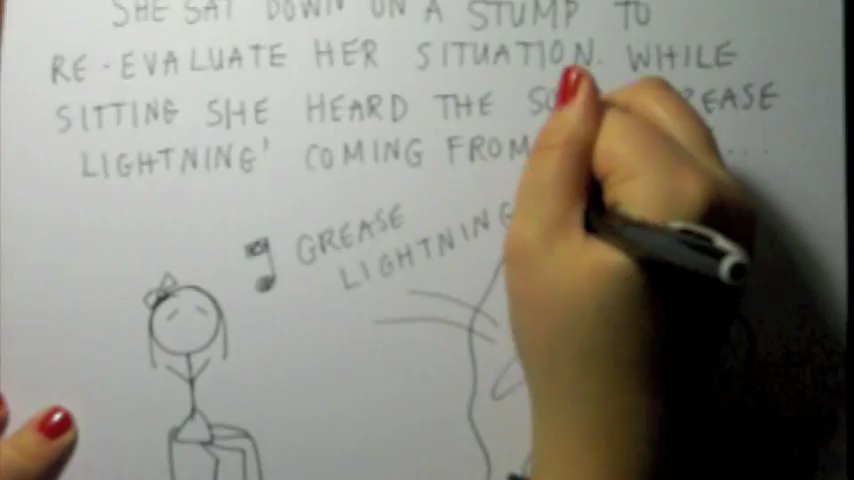 SHE SAT DOWN ON A STUMP TO
RE-EVALUATE HER SITUATION. WHILE
SITTING SHE HEARD THE
LIGHTNING' COMING FROM ...
GREASE
LIGHTNING